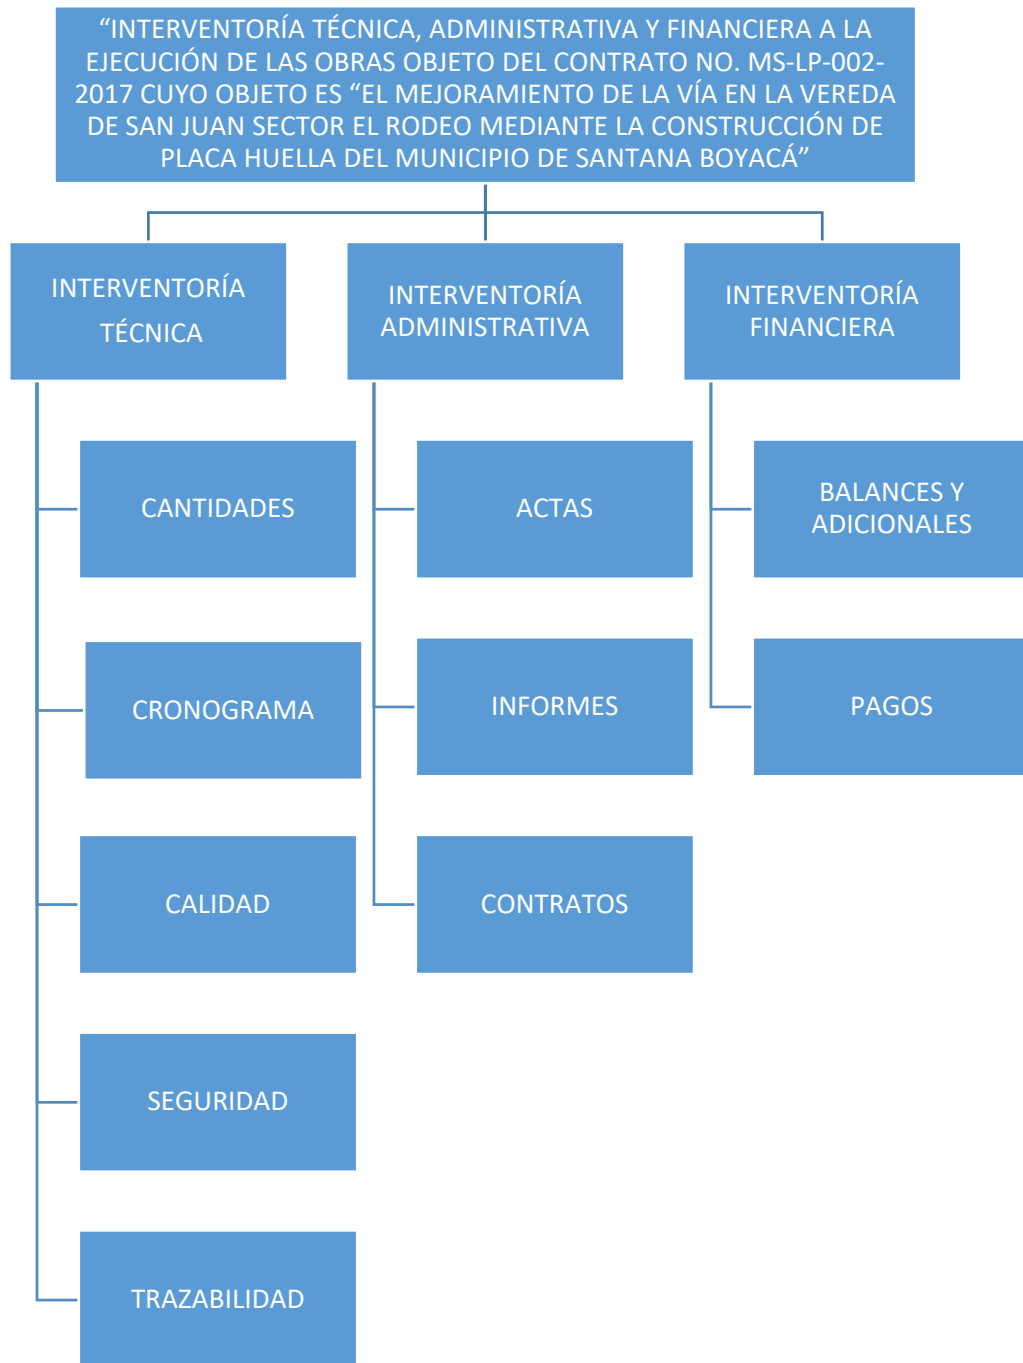 “INTERVENTORÍA TÉCNICA, ADMINISTRATIVA Y FINANCIERA A LA
EJECUCIÓN DE LAS OBRAS OBJETO DEL CONTRATO NO. MS-LP-002-
2017 CUYO OBJETO ES “EL MEJORAMIENTO DE LA VÍA EN LA VEREDA
DE SAN JUAN SECTOR EL RODEO MEDIANTE LA CONSTRUCCIÓN DE
PLACA HUELLA DEL MUNICIPIO DE SANTANA BOYACÁ”
INTERVENTORÍA
TÉCNICA
CANTIDADES
CRONOGRAMA
CALIDAD
SEGURIDAD
TRAZABILIDAD
INTERVENTORÍA
ADMINISTRATIVA
ACTAS
INFORMES
CONTRATOS
INTERVENTORÍA
FINANCIERA
BALANCES Y
ADICIONALES
PAGOS